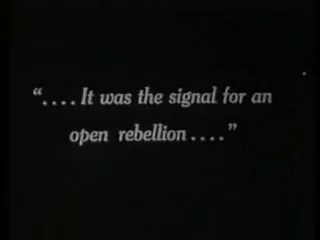 “.... It was the signal for an
open rebellion ....”